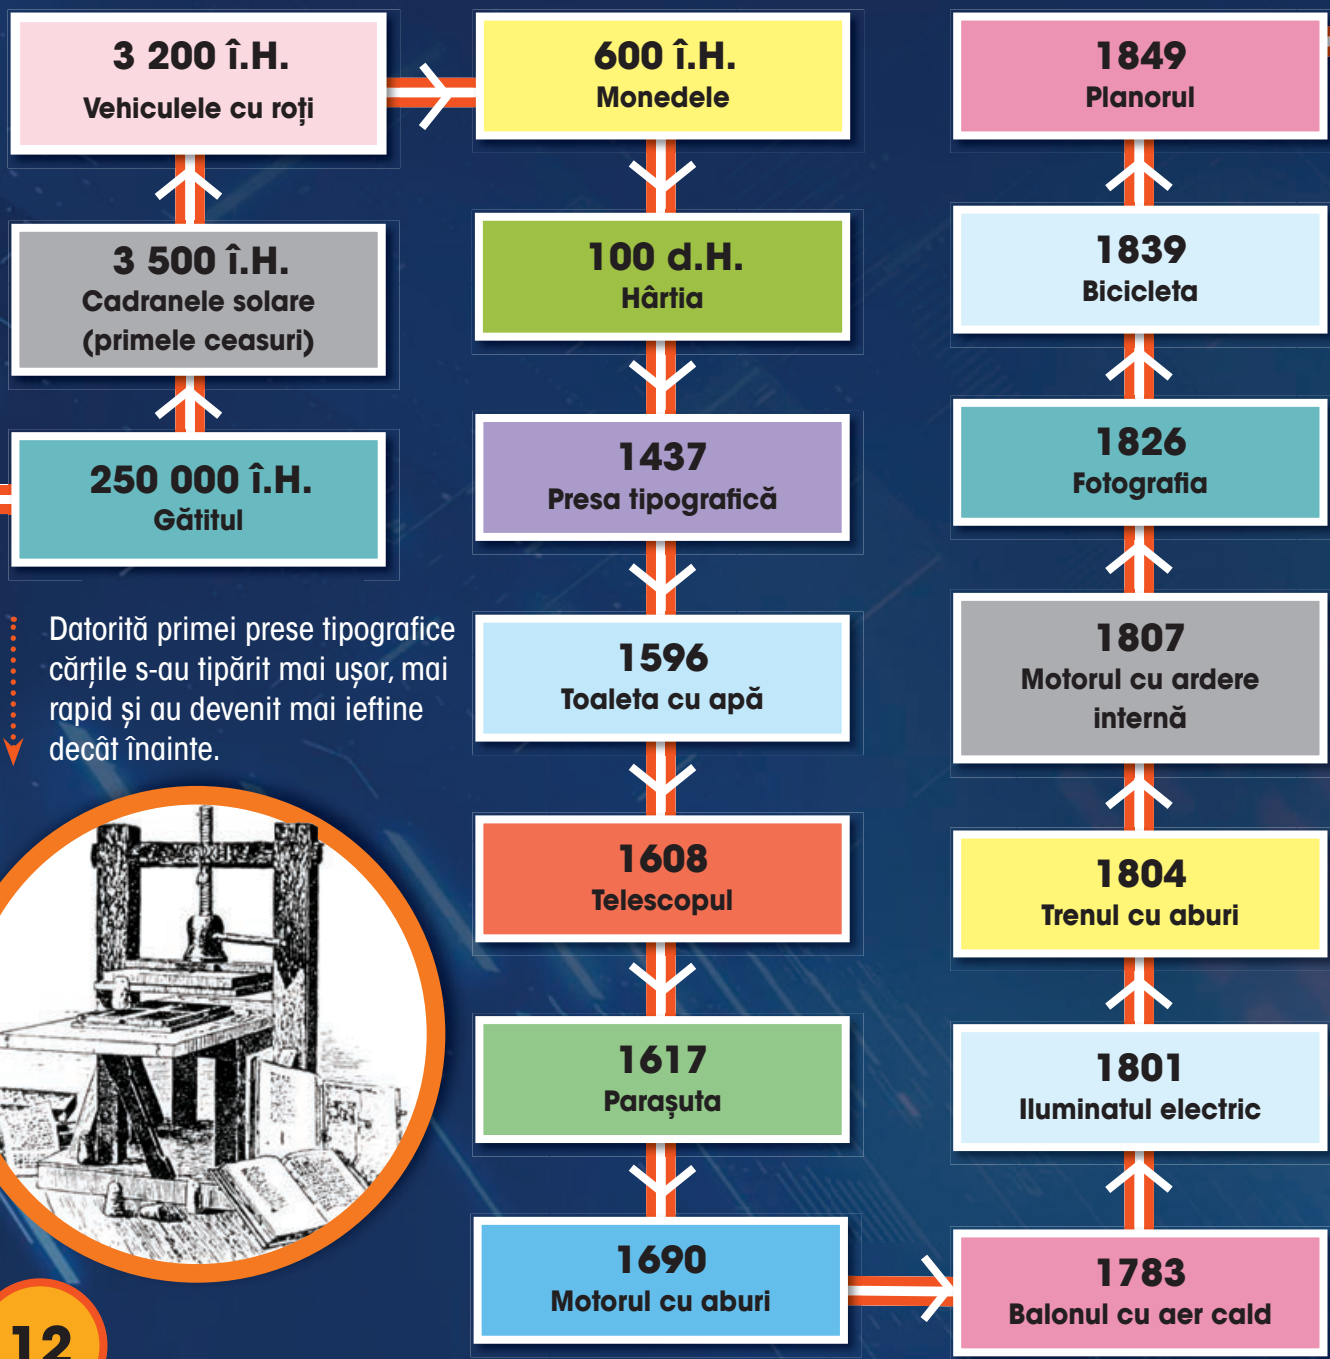 250 000 î.H.
Gătitul
3 500 î.H.
Cadranele solare
(primele ceasuri)
3 200 î.H.
Vehiculele cu roți
600 î.H.
Monedele
100 d.H.
Hârtia
1437
Presa tipografică
1596
Toaleta cu apă
1608
Telescopul
1617
Parașuta
1690
Motorul cu aburi
1783
Balonul cu aer cald
1801
Iluminatul electric
1804
Trenul cu aburi
1807
Motorul cu ardere
internă
1826
Fotografia
1839
Bicicleta
1849
Planorul
Datorită primei prese tipografice
cărțile s-au tipărit mai ușor, mai
rapid și au devenit mai ieftine
decât înainte.
12